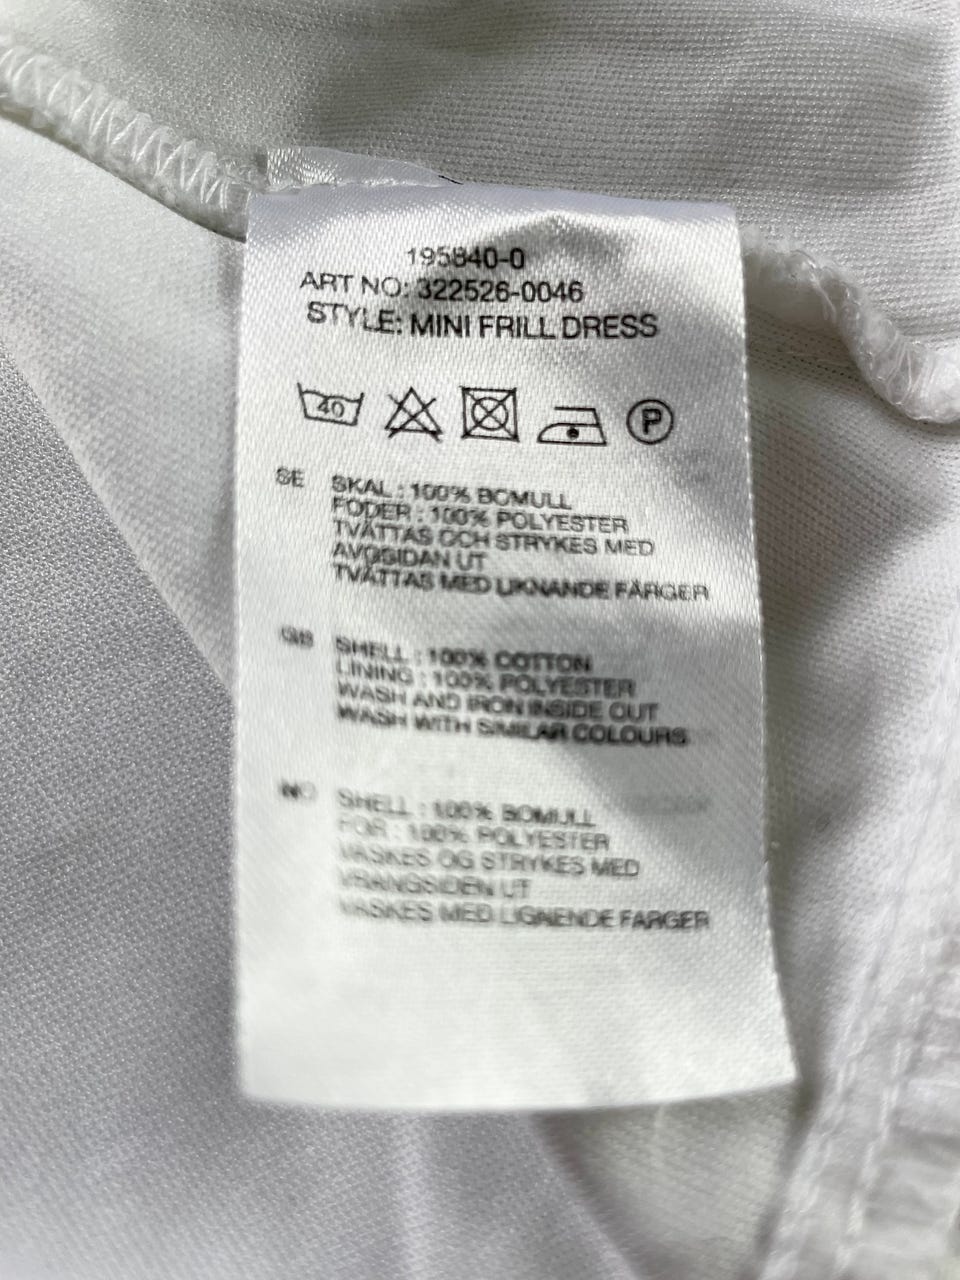 195840-0
ART NO: 322526-0046
STYLE: MINI FRILL DRESS
40
P
SE SKAL : 100% BOMULL
FODER : 100% POLYESTER
TVÄTTAS OCH STRYKES MED
AVOSIDAN UT
TVÄTTAS MED LIKNANDE FÄRGER
GB SHELL : 100% COTTON
LINING : 100% POLYESTER
WASH AND IRON INSIDE OUT
WASH WITH SIMILAR COLOURS
NO SHELL : 100% BOMULL
FOR : 100% POLYESTER
VASKES OG STRYKES MED
VRANGSIDEN UT
VASKES MED LIGNENDE FARGER